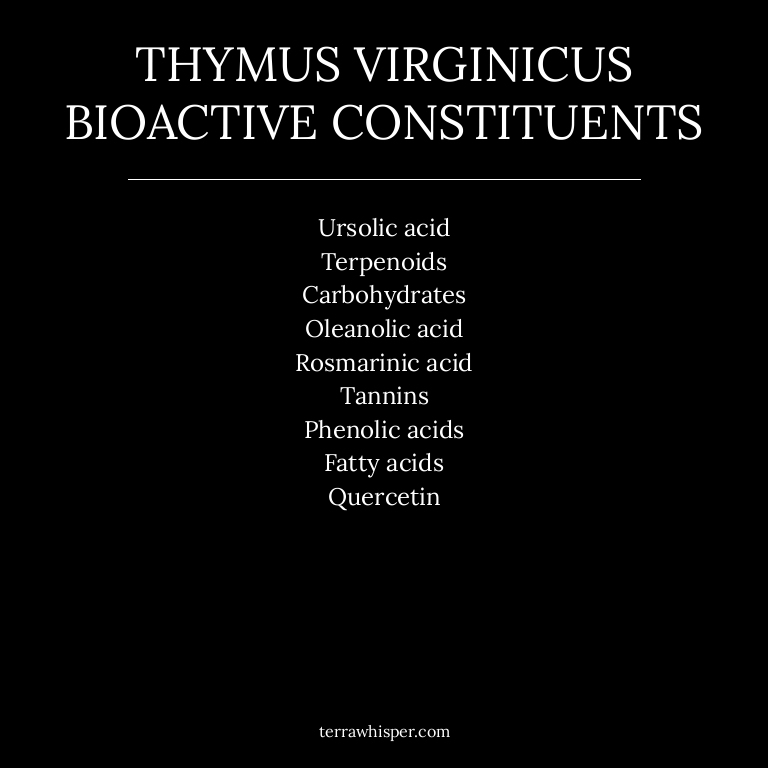 THYMUS VIRGINICUS
BIOACTIVE CONSTITUENTS
Ursolic acid
Terpenoids
Carbohydrates
Oleanolic acid
Rosmarinic acid
Tannins
Phenolic acids
Fatty acids
Quercetin
terrawhisper.com